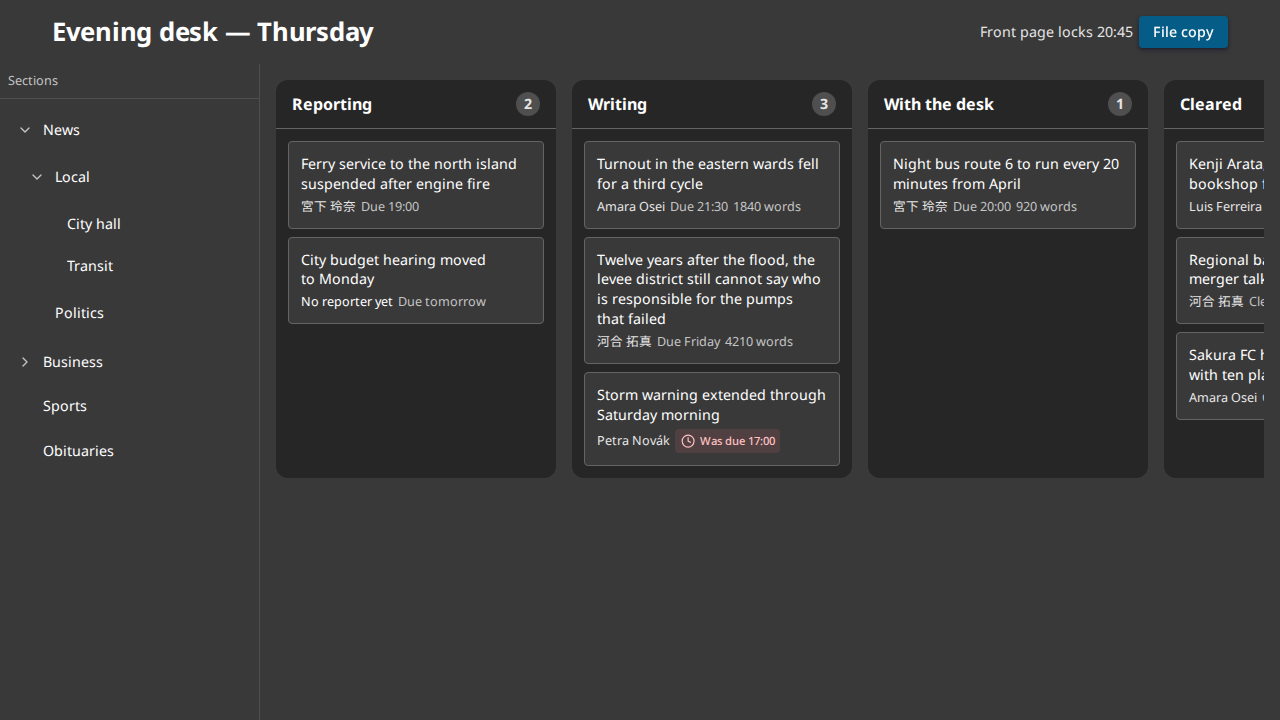 Evening desk — Thursday
Front page locks 20:45
File copy
Sections
News
Local
City hall
Transit
Politics
Business
Sports
Obituaries
Reporting
2
Ferry service to the north island
suspended after engine fire
宮下 玲奈 Due 19:00
City budget hearing moved
to Monday
No reporter yet Due tomorrow
Writing
3
Turnout in the eastern wards fell
for a third cycle
Amara Osei Due 21:30 1840 words
Twelve years after the flood, the
levee district still cannot say who
is responsible for the pumps
that failed
河合 拓真 Due Friday 4210 words
Storm warning extended through
Saturday morning
Petra Novák Was due 17:00
With the desk
1
Night bus route 6 to run every 20
minutes from April
宮下 玲奈 Due 20:00 920 words
Cleared
Kenji Arata,
bookshop
Luis Ferreira
Regional
merger
河合 拓真
Sakura FC
with ten
Amara Osei